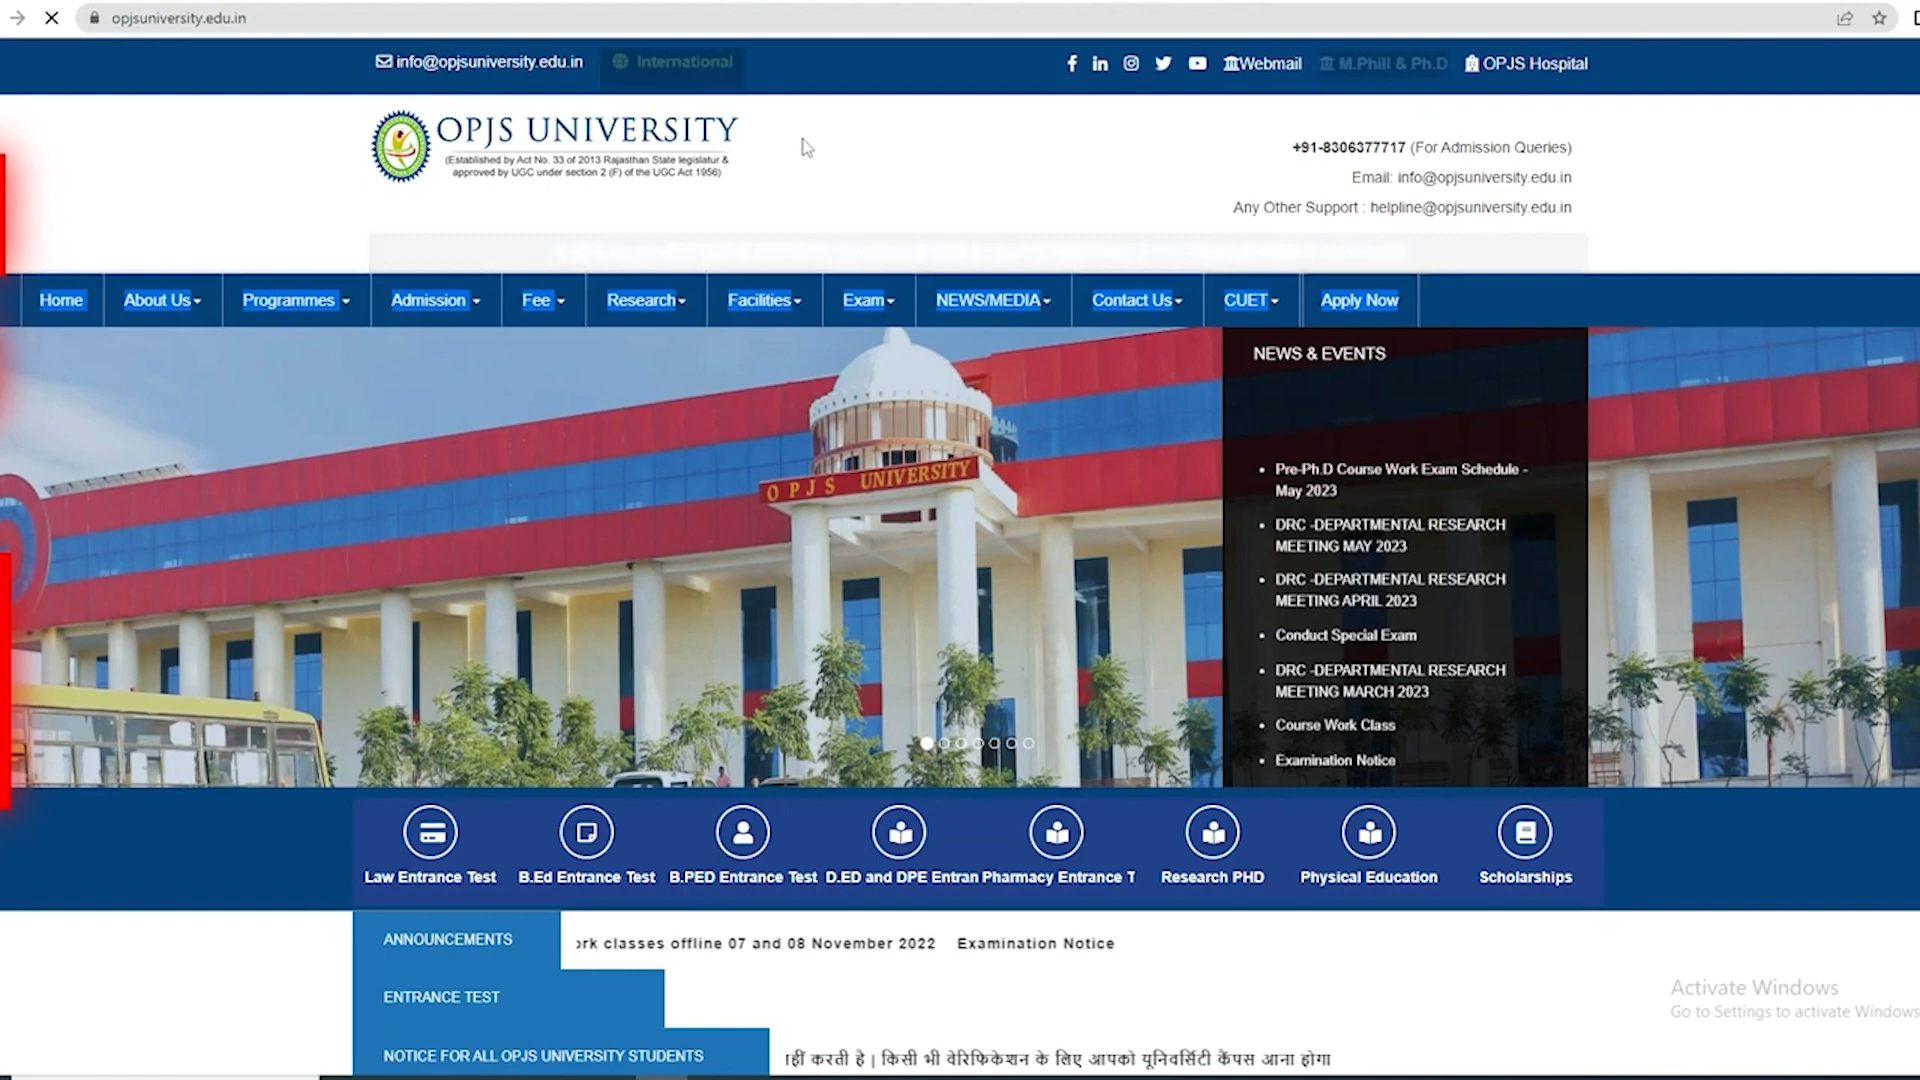 opjsuniversity.edu.in
info@opjsuniversity.edu.in
International
Webmail
M.Phill & Ph.D
OPJS Hospital
OPJS UNIVERSITY
(Established by Act No. 33 of 2013 Rajasthan State legislatur &
approved by UGC under section 2 (F) of the UGC Act 1956)
+91-8306377717 (For Admission Queries)
Email: info@opjsuniversity.edu.in
Any Other Support : helpline@opjsuniversity.edu.in
Home
About Us
Programmes
Admission
Fee
Research
Facilities
Exam
NEWS/MEDIA
Contact Us
CUET
Apply Now
NEWS & EVENTS
OPJS UNIVERSITY
Pre-Ph.D Course Work Exam Schedule -
May 2023
DRC -DEPARTMENTAL RESEARCH
MEETING MAY 2023
DRC -DEPARTMENTAL RESEARCH
MEETING APRIL 2023
Conduct Special Exam
DRC -DEPARTMENTAL RESEARCH
MEETING MARCH 2023
Course Work Class
Examination Notice
Law Entrance Test
B.Ed Entrance Test
B.PED Entrance Test
D.ED and DPE Entran
Pharmacy Entrance T
Research PHD
Physical Education
Scholarships
ANNOUNCEMENTS
ork classes offline 07 and 08 November 2022 Examination Notice
ENTRANCE TEST
Activate Windows
Go to Settings to activate Windows
NOTICE FOR ALL OPJS UNIVERSITY STUDENTS
करती है | किसी भी वेरिफिकेशन के लिए आपको यूनिवर्सिटी कैंपस आना होगा